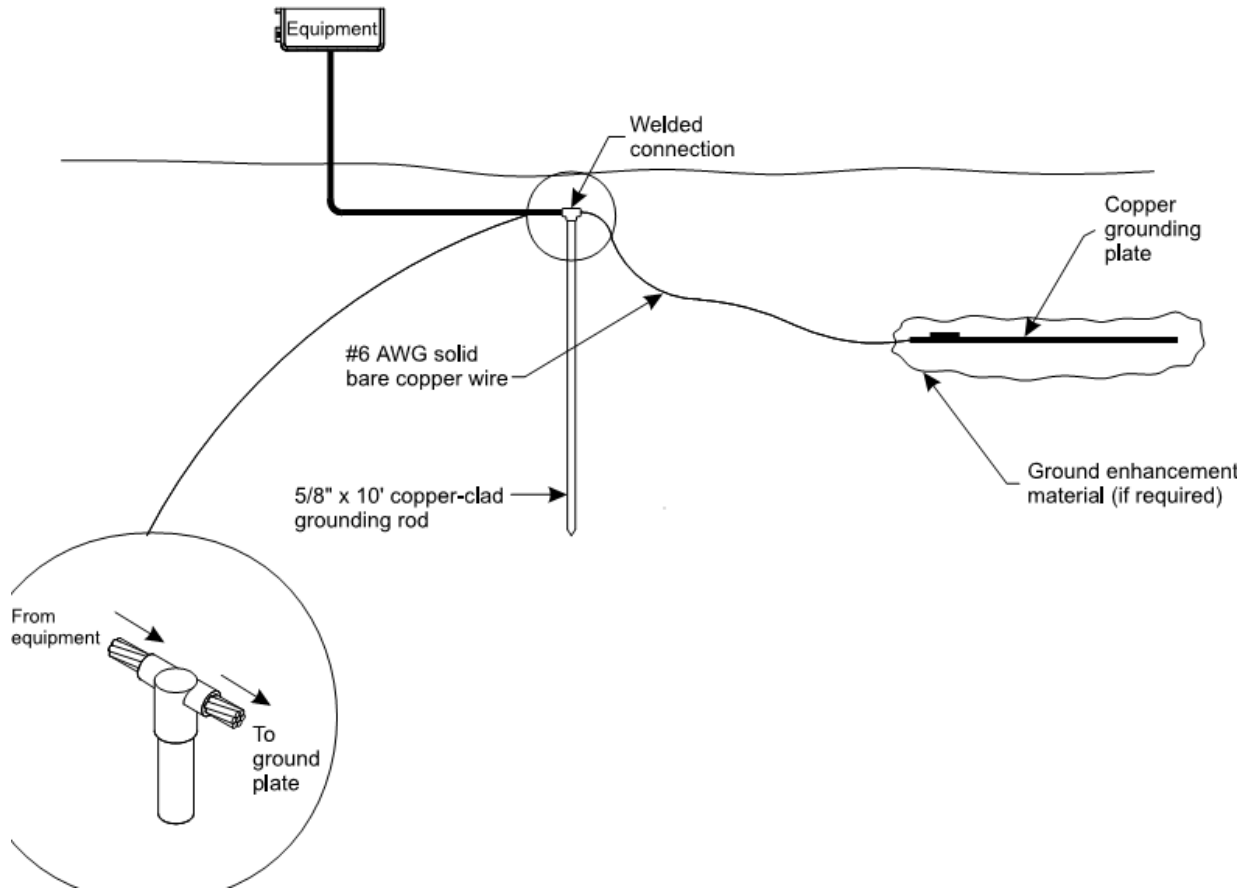 Equipment
Welded
connection
Copper
grounding
plate
#6 AWG solid
bare copper wire
5/8" x 10' copper-clad
grounding rod
Ground enhancement
material (if required)
From
equipment
To
ground
plate